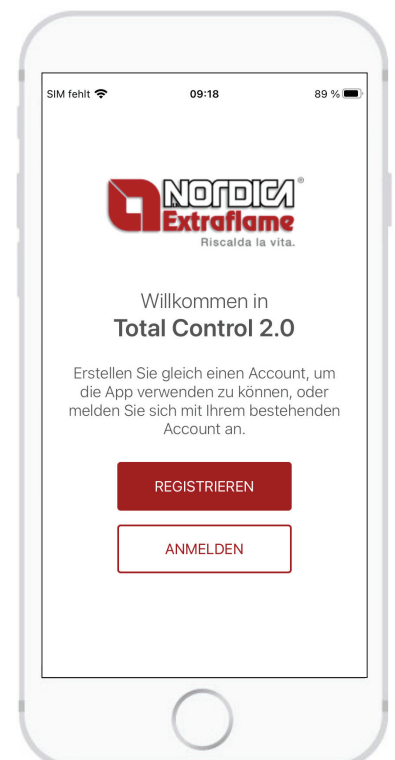 SIM fehlt 09:18 89 %
La NORDICA®
Extraflame
Riscalda la vita.
Willkommen in
Total Control 2.0
Erstellen Sie gleich einen Account, um
die App verwenden zu können, oder
melden Sie sich mit Ihrem bestehenden
Account an.
REGISTRIEREN
ANMELDEN